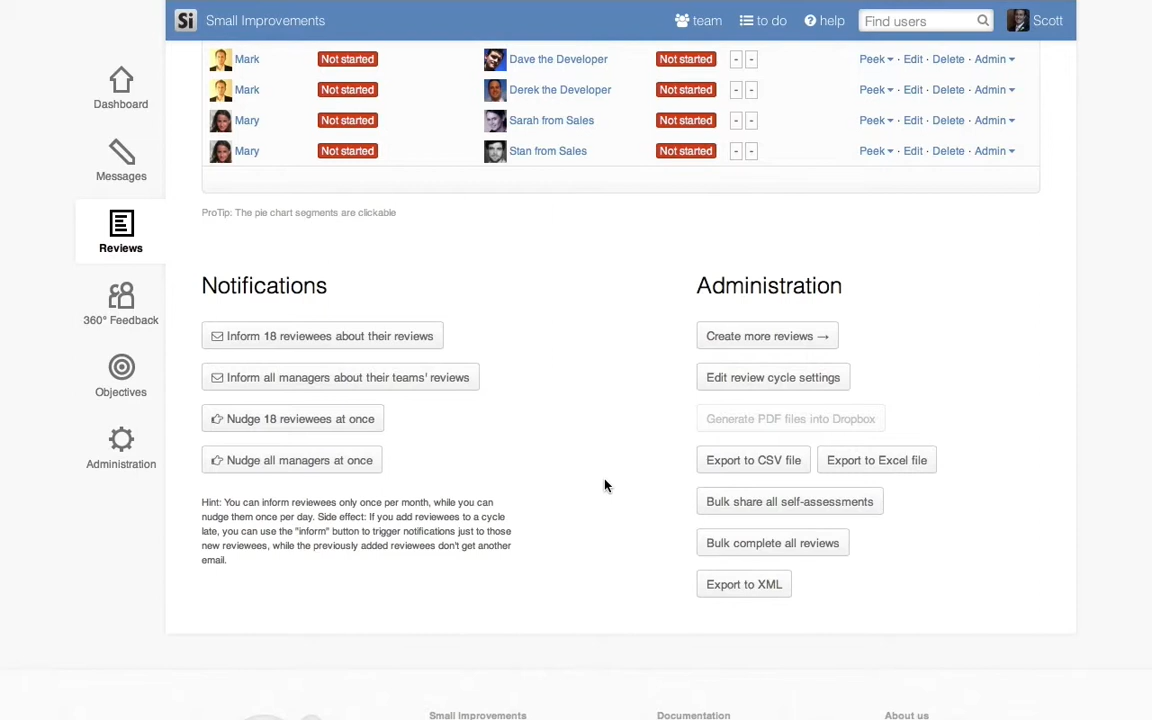 Si Small Improvements team to do help Find users Scott
Mark Not started Dave the Developer Not started - - Peek · Edit · Delete · Admin
Mark Not started Derek the Developer Not started - - Peek · Edit · Delete · Admin
Mary Not started Sarah from Sales Not started - - Peek · Edit · Delete · Admin
Mary Not started Stan from Sales Not started - - Peek · Edit · Delete · Admin
ProTip: The pie chart segments are clickable
Dashboard
Messages
Reviews
360° Feedback
Objectives
Administration
Notifications
Inform 18 reviewees about their reviews
Inform all managers about their teams' reviews
Nudge 18 reviewees at once
Nudge all managers at once
Hint: You can inform reviewees only once per month, while you can
nudge them once per day. Side effect: If you add reviewees to a cycle
late, you can use the "inform" button to trigger notifications just to those
new reviewees, while the previously added reviewees don't get another
email.
Administration
Create more reviews →
Edit review cycle settings
Generate PDF files into Dropbox
Export to CSV file Export to Excel file
Bulk share all self-assessments
Bulk complete all reviews
Export to XML
Small Improvements Documentation About us